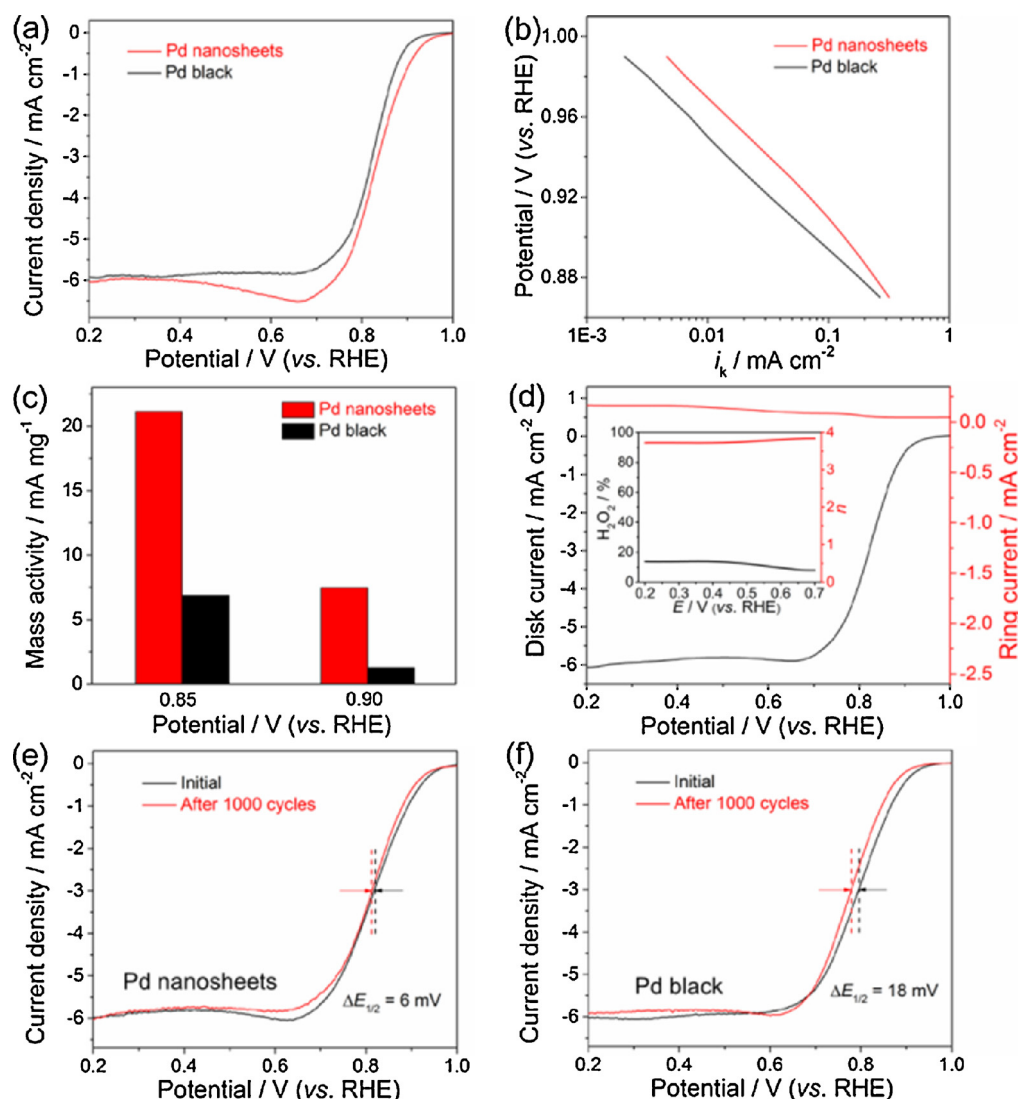 (a)
Pd nanosheets
Pd black
0
-1
-2
-3
-4
-5
-6
0.2 0.4 0.6 0.8 1.0
Current density / mA cm-2
Potential / V (vs. RHE)
(b)
Pd nanosheets
Pd black
1.00
0.96
0.92
0.88
1E-3 0.01 0.1 1
Potential / V (vs. RHE)
ik / mA cm-2
(c)
Pd nanosheets
Pd black
20
15
10
5
0
0.85 0.90
Mass activity / mA mg-1
Potential / V (vs. RHE)
(d)
1
0
-1
-2
-3
-4
-5
-6
0.0
-0.5
-1.0
-1.5
-2.0
-2.5
0.2 0.4 0.6 0.8 1.0
Disk current / mA cm-2
Ring current / mA cm-2
Potential / V (vs. RHE)
100
80
60
40
20
0
4
3
2
1
0
0.2 0.3 0.4 0.5 0.6 0.7
H2O2 / %
n
E / V (vs. RHE)
(e)
Initial
After 1000 cycles
0
-1
-2
-3
-4
-5
-6
Pd nanosheets
ΔE1/2 = 6 mV
0.2 0.4 0.6 0.8 1.0
Current density / mA cm-2
Potential / V (vs. RHE)
(f)
Initial
After 1000 cycles
0
-1
-2
-3
-4
-5
-6
Pd black
ΔE1/2 = 18 mV
0.2 0.4 0.6 0.8 1.0
Current density / mA cm-2
Potential / V (vs. RHE)